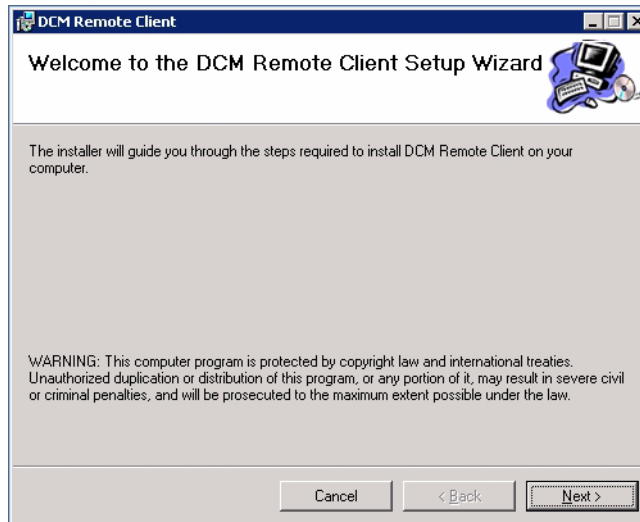 DCM Remote Client
Welcome to the DCM Remote Client Setup Wizard
The installer will guide you through the steps required to install DCM Remote Client on your
computer.
WARNING: This computer program is protected by copyright law and international treaties.
Unauthorized duplication or distribution of this program, or any portion of it, may result in severe civil
or criminal penalties, and will be prosecuted to the maximum extent possible under the law.
Cancel < Back Next >